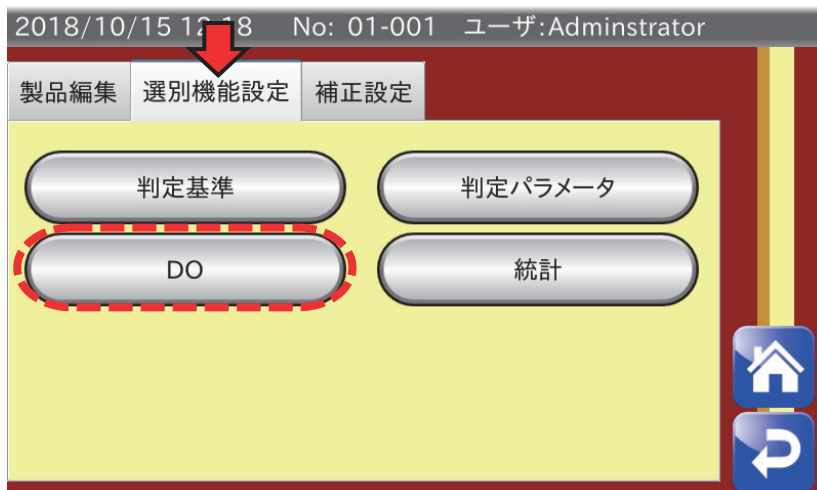 2018/10/15 12:18 No: 01-001 ユーザ:Adminstrator
製品編集 選別機能設定 補正設定
判定基準 判定パラメータ
DO 統計